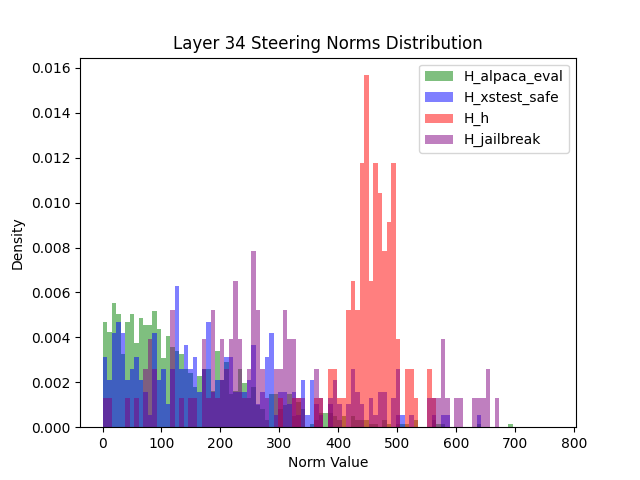 Layer 34 Steering Norms Distribution
H_alpaca_eval
H_xstest_safe
H_h
H_jailbreak
0.016
0.014
0.012
0.010
0.008
0.006
0.004
0.002
0.000
Density
0 100 200 300 400 500 600 700 800
Norm Value